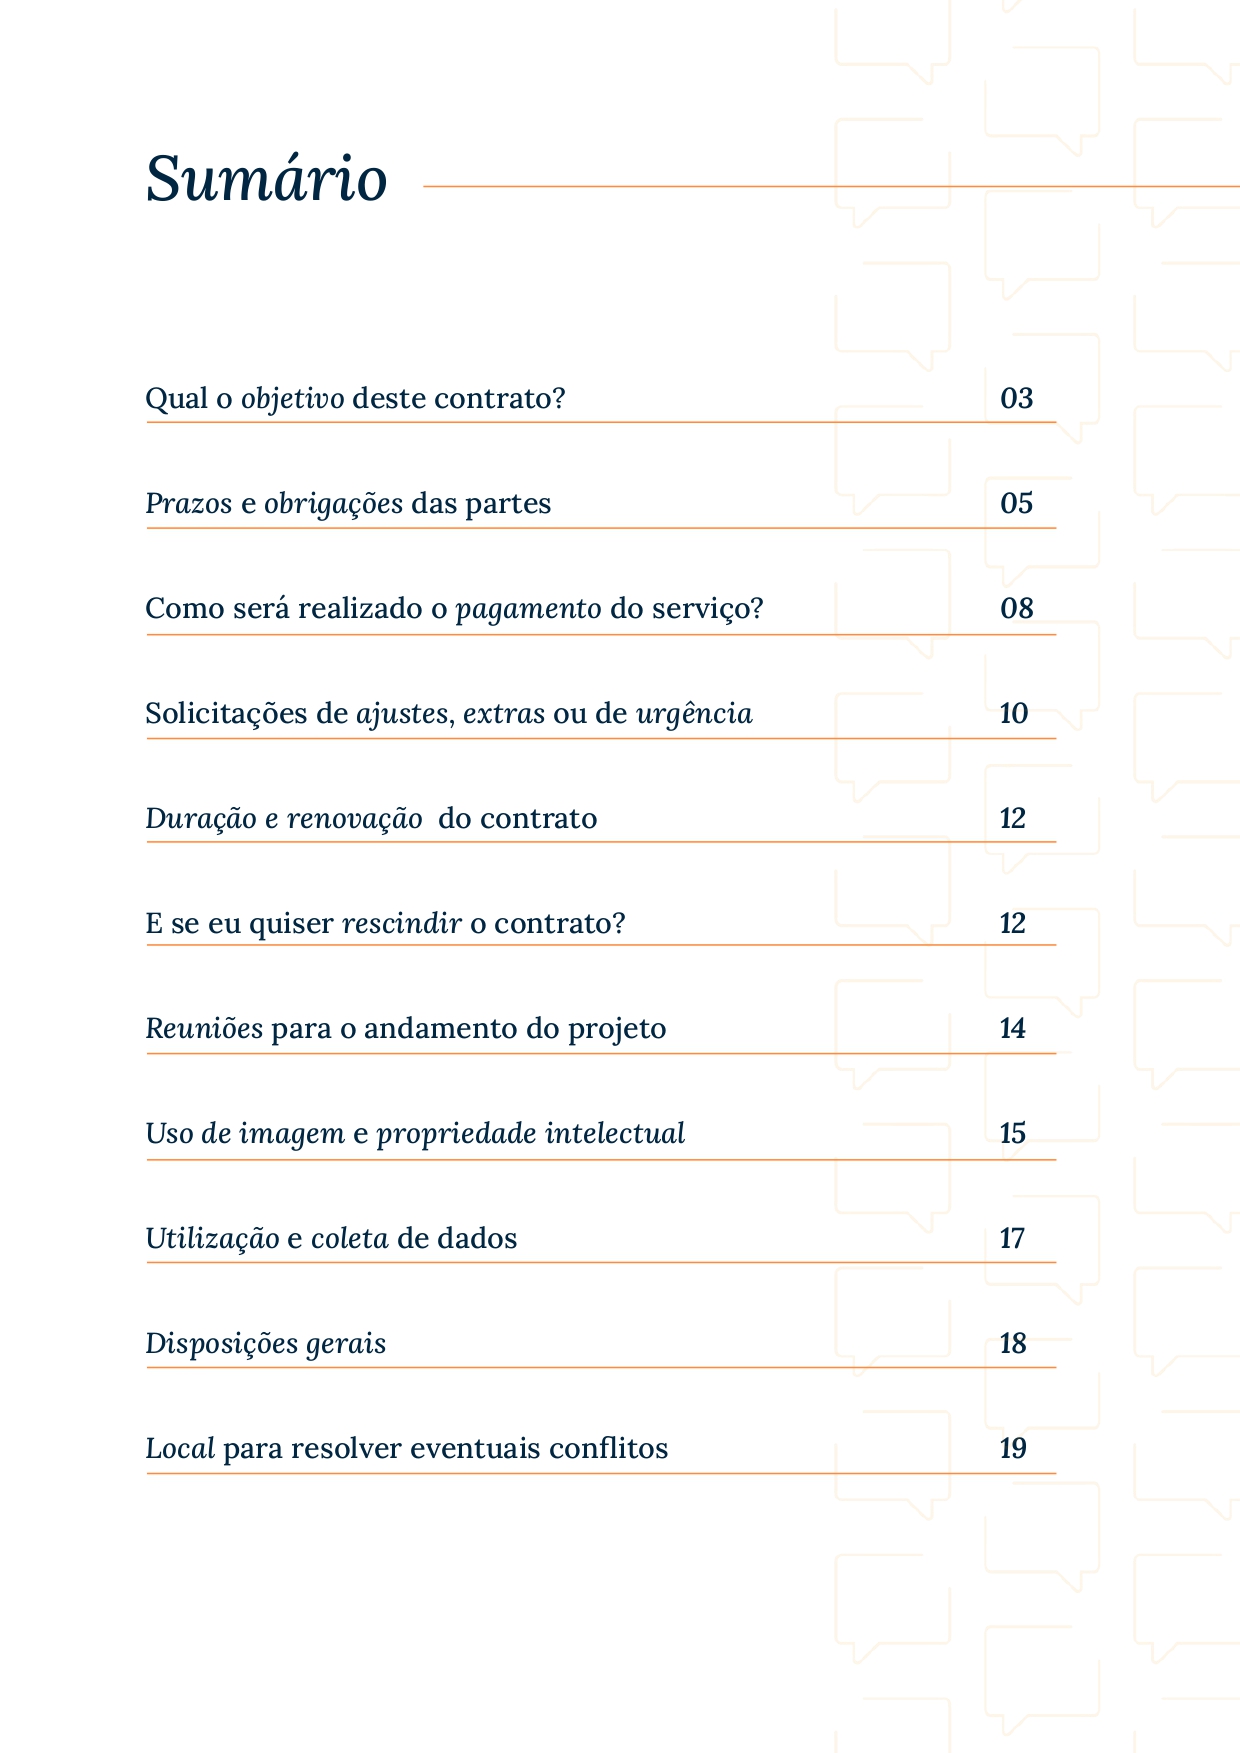 Sumário
Qual o objetivo deste contrato? 03
Prazos e obrigações das partes 05
Como será realizado o pagamento do serviço? 08
Solicitações de ajustes, extras ou de urgência 10
Duração e renovação  do contrato 12
E se eu quiser rescindir o contrato? 12
Reuniões para o andamento do projeto 14
Uso de imagem e propriedade intelectual 15
Utilização e coleta de dados 17
Disposições gerais 18
Local para resolver eventuais conflitos 19